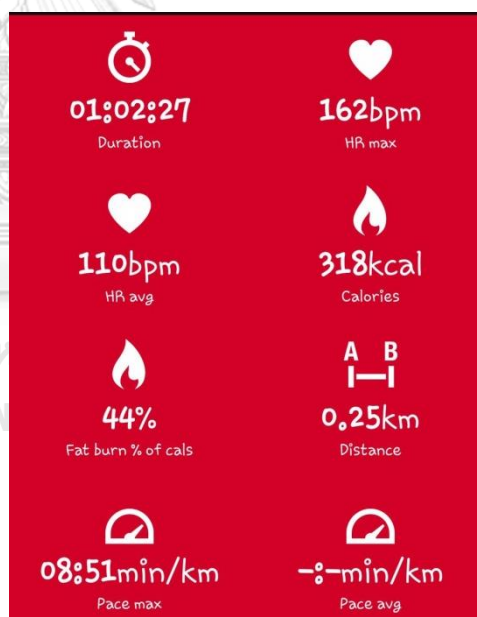 01:02:27
Duration
162bpm
HR max
110bpm
HR avg
318kcal
Calories
44%
Fat burn % of cals
A B
0.25km
Distance
08:51min/km
Pace max
-:-min/km
Pace avg